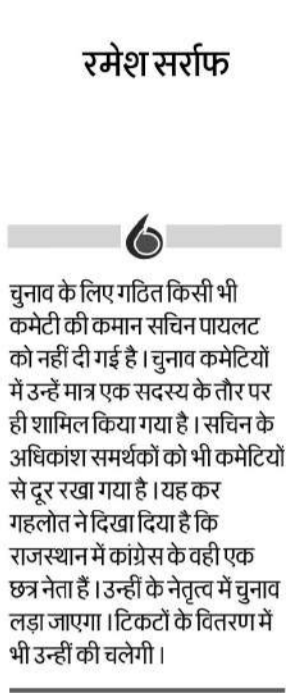 रमेश सर्राफ
चुनाव के लिए गठित किसी भी
कमेटी की कमान सचिन पायलट
को नहीं दी गई है। चुनाव कमेटियों
में उन्हें मात्र एक सदस्य के तौर पर
ही शामिल किया गया है। सचिन के
अधिकांश समर्थकों को भी कमेटियों
से दूर रखा गया है। यह कर
गहलोत ने दिखा दिया है कि
राजस्थान में कांग्रेस के वही एक
छत्र नेता हैं। उन्हीं के नेतृत्व में चुनाव
लड़ा जाएगा। टिकटों के वितरण में
भी उन्हीं की चलेगी।